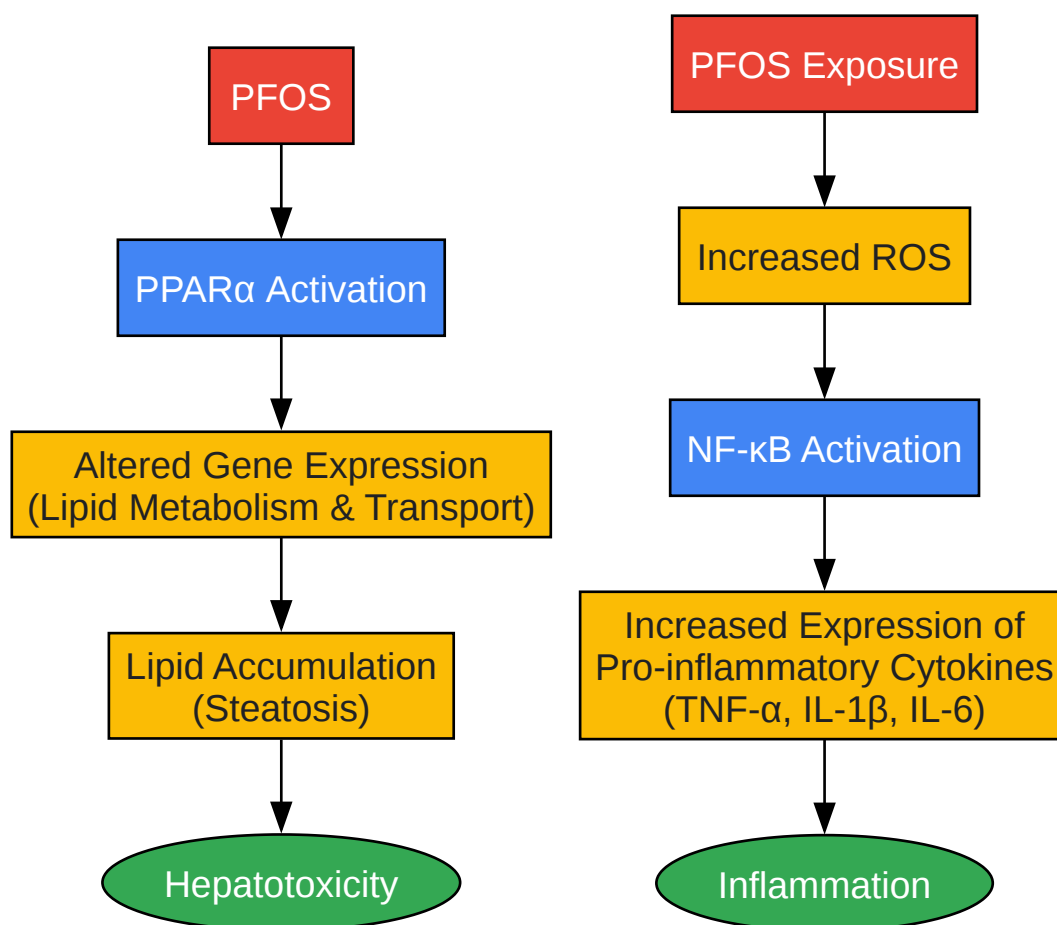 PFOS
PPARα Activation
Altered Gene Expression
(Lipid Metabolism & Transport)
Lipid Accumulation
(Steatosis)
Hepatotoxicity
PFOS Exposure
Increased ROS
NF-κB Activation
Increased Expression of
Pro-inflammatory Cytokines
(TNF-α, IL-1β, IL-6)
Inflammation